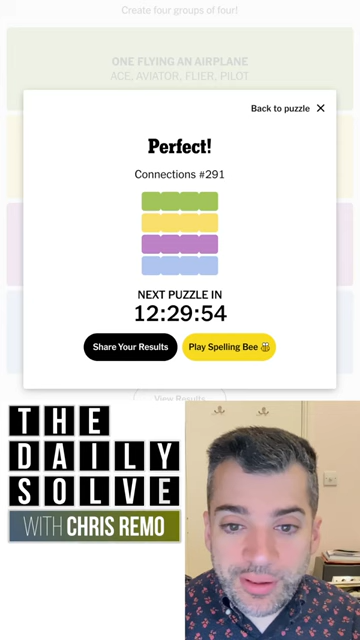 Create four groups of four!
ONE FLYING AN AIRPLANE
ACE, AVIATOR, FLIER, PILOT
Back to puzzle ×
Perfect!
Connections #291
NEXT PUZZLE IN
12:29:54
Share Your Results
Play Spelling Bee
View Results
THE
DAILY
SOLVE
WITH CHRIS REMO